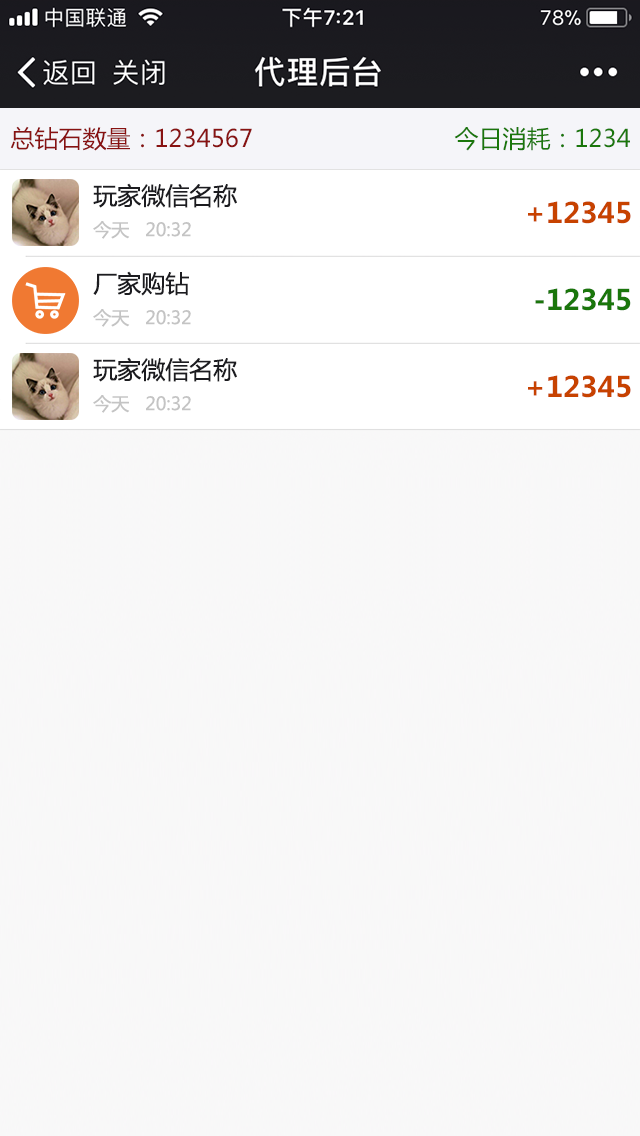 中国联通 下午7:21 78%
返回 关闭 代理后台
总钻石数量：1234567 今日消耗：1234
玩家微信名称
+12345
今天 20:32
厂家购钻
-12345
今天 20:32
玩家微信名称
+12345
今天 20:32